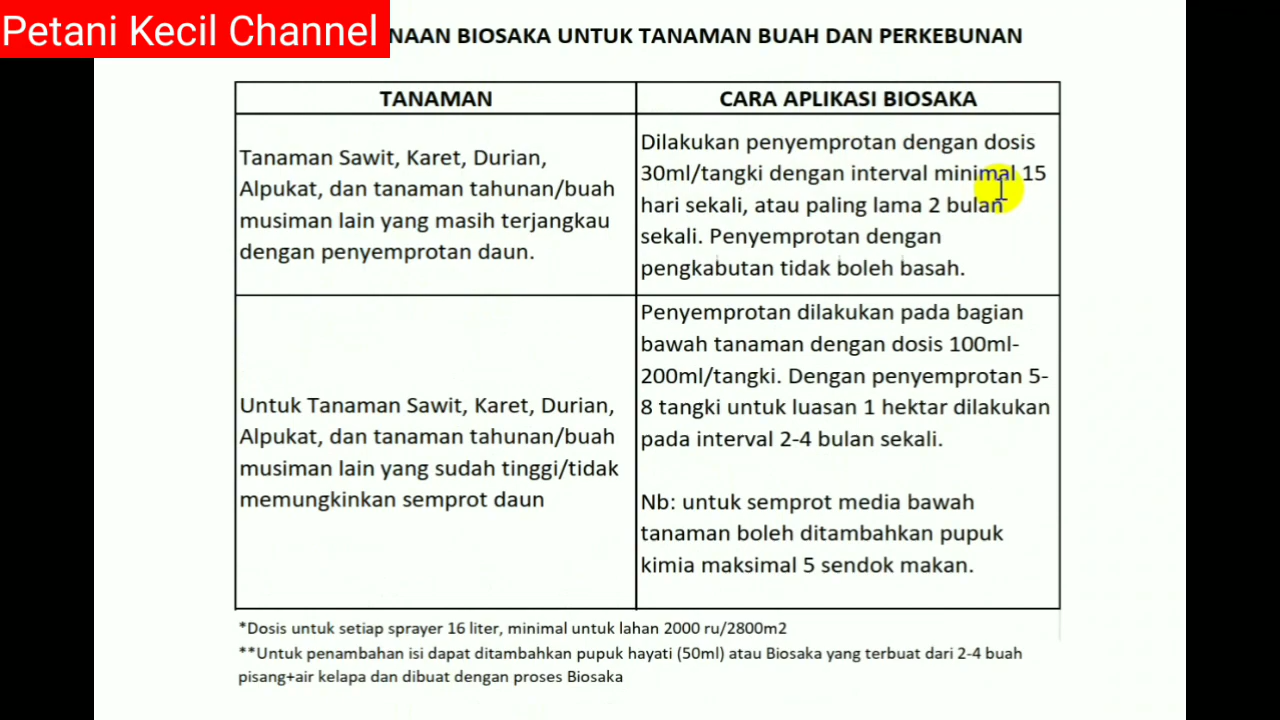 Petani Kecil Channel
NAAN BIOSAKA UNTUK TANAMAN BUAH DAN PERKEBUNAN
TANAMAN
CARA APLIKASI BIOSAKA
Tanaman Sawit, Karet, Durian,
Alpukat, dan tanaman tahunan/buah
musiman lain yang masih terjangkau
dengan penyemprotan daun.
Dilakukan penyemprotan dengan dosis
30ml/tangki dengan interval minimal 15
hari sekali, atau paling lama 2 bulan
sekali. Penyemprotan dengan
pengkabutan tidak boleh basah.
Untuk Tanaman Sawit, Karet, Durian,
Alpukat, dan tanaman tahunan/buah
musiman lain yang sudah tinggi/tidak
memungkinkan semprot daun
Penyemprotan dilakukan pada bagian
bawah tanaman dengan dosis 100ml-
200ml/tangki. Dengan penyemprotan 5-
8 tangki untuk luasan 1 hektar dilakukan
pada interval 2-4 bulan sekali.
Nb: untuk semprot media bawah
tanaman boleh ditambahkan pupuk
kimia maksimal 5 sendok makan.
*Dosis untuk setiap sprayer 16 liter, minimal untuk lahan 2000 ru/2800m2
**Untuk penambahan isi dapat ditambahkan pupuk hayati (50ml) atau Biosaka yang terbuat dari 2-4 buah
pisang+air kelapa dan dibuat dengan proses Biosaka